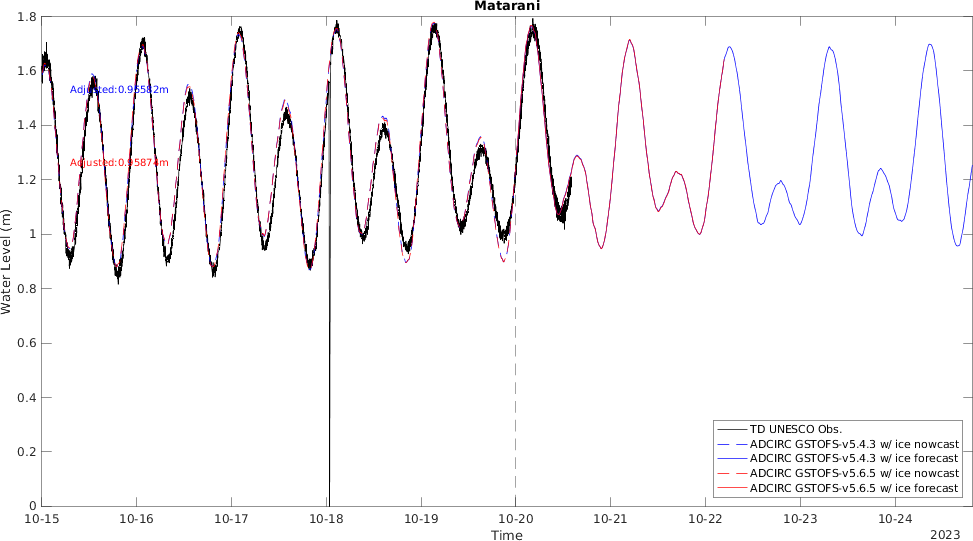 Matarani
1.8
1.6
1.4
1.2
1
0.8
0.6
0.4
0.2
0
Water Level (m)
Adjusted:0.95582m
Adjusted:0.95874m
TD UNESCO Obs.
ADCIRC GSTOFS-v5.4.3 w/ ice nowcast
ADCIRC GSTOFS-v5.4.3 w/ ice forecast
ADCIRC GSTOFS-v5.6.5 w/ ice nowcast
ADCIRC GSTOFS-v5.6.5 w/ ice forecast
10-15 10-16 10-17 10-18 10-19 10-20 10-21 10-22 10-23 10-24
Time
2023